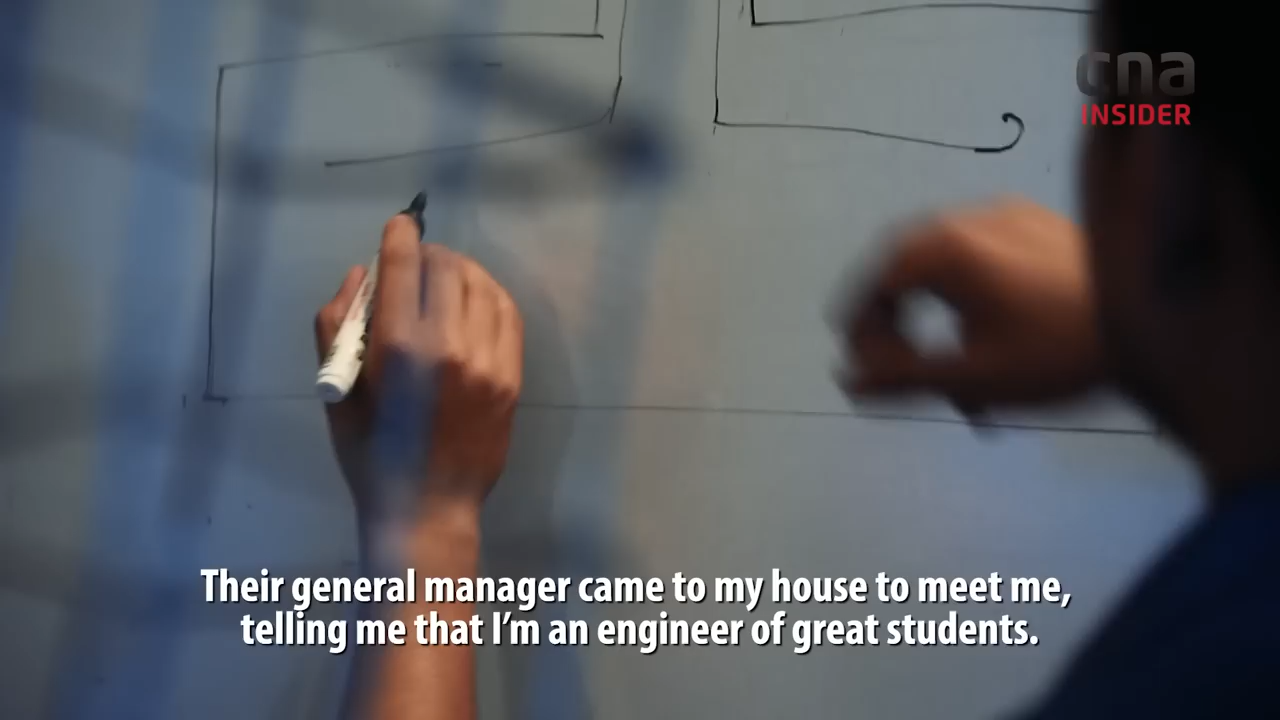 cna
INSIDER
Their general manager came to my house to meet me,
telling me that I'm an engineer of great students.